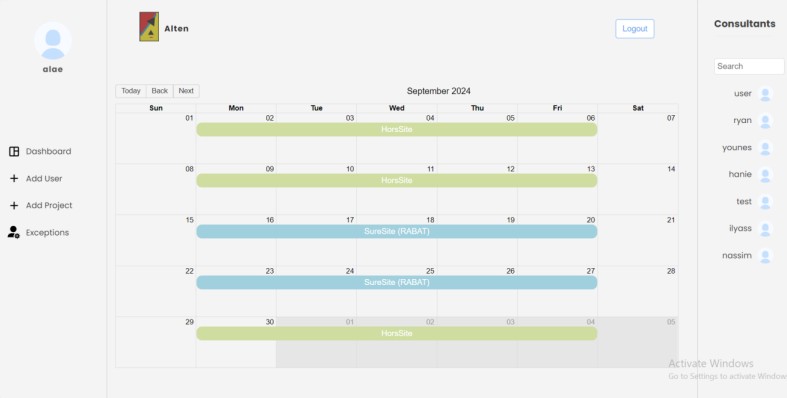 alae
Dashboard
Add User
Add Project
Exceptions
Alten
Logout
Today Back Next
September 2024
Sun Mon Tue Wed Thu Fri Sat
01 02 03 04 05 06 07
HorsSite
08 09 10 11 12 13 14
HorsSite
15 16 17 18 19 20 21
SureSite (RABAT)
22 23 24 25 26 27 28
SureSite (RABAT)
29 30 01 02 03 04 05
HorsSite
Consultants
Search
user
ryan
younes
hanie
test
ilyass
nassim
Activate Windows
Go to Settings to activate Window